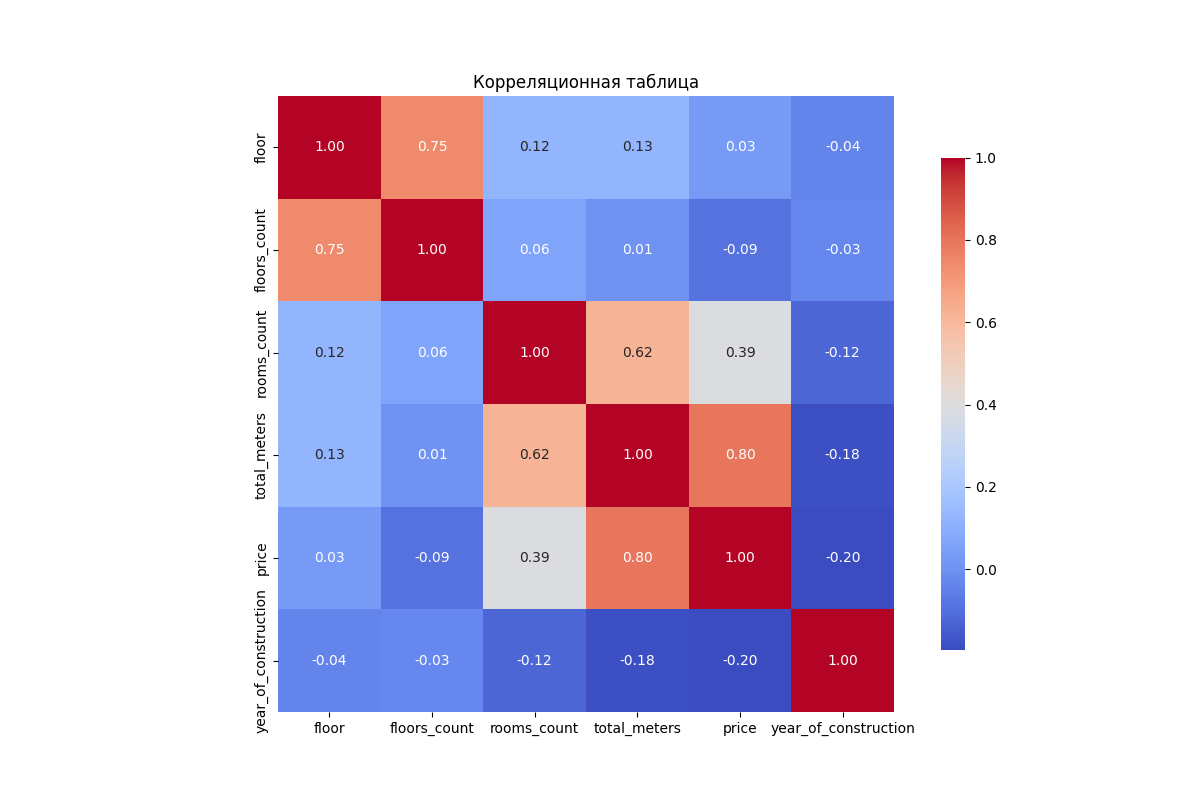 Корреляционная таблица
floor
1.00 0.75 0.12 0.13 0.03 -0.04
floors_count
0.75 1.00 0.06 0.01 -0.09 -0.03
rooms_count
0.12 0.06 1.00 0.62 0.39 -0.12
total_meters
0.13 0.01 0.62 1.00 0.80 -0.18
price
0.03 -0.09 0.39 0.80 1.00 -0.20
year_of_construction
-0.04 -0.03 -0.12 -0.18 -0.20 1.00
floor floors_count rooms_count total_meters price year_of_construction
1.0
0.8
0.6
0.4
0.2
0.0